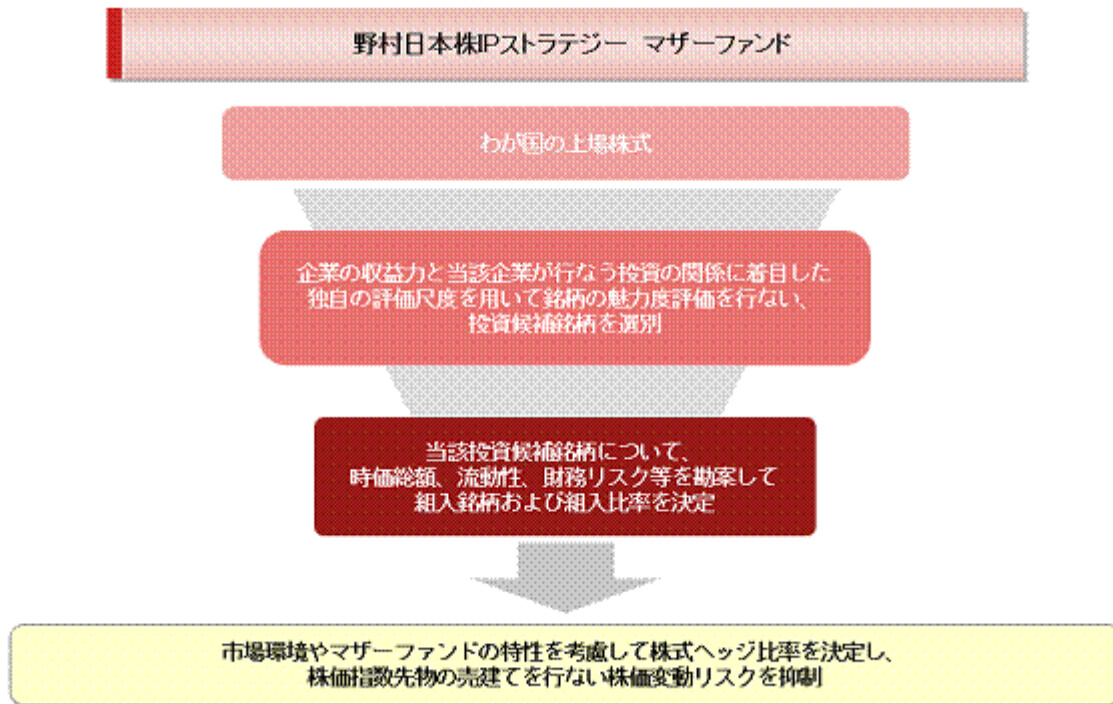 野村日本株IPストラテジー マザーファンド
わが国の上場株式
企業の収益力と当該企業が行なう投資の関係に着目した
独自の評価尺度を用いて銘柄の魅力度評価を行ない、
投資候補銘柄を選別
当該投資候補銘柄について、
時価総額、流動性、財務リスク等を勘案して
組入銘柄および組入比率を決定
市場環境やマザーファンドの特性を考慮して株式ヘッジ比率を決定し、
株価指数先物の売建てを行ない株価変動リスクを抑制